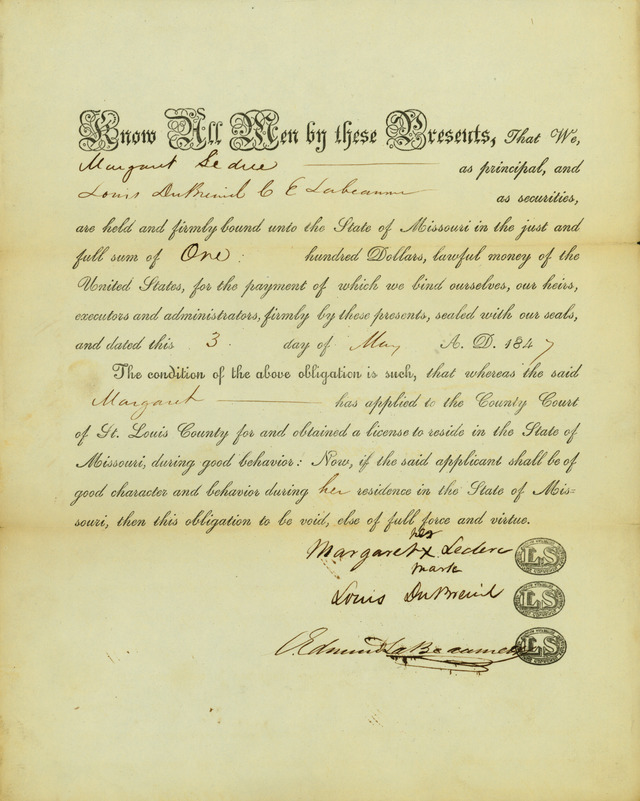 Know All Men by these Presents, That We,
Margaret Leclere as principal, and
Louis DuBreuil C E Labeaume as securities,
are held and firmly bound unto the State of Missouri in the just and
full sum of One hundred Dollars, lawful money of the
United States, for the payment of which we bind ourselves, our heirs,
executors and administrators, firmly by these presents, sealed with our seals,
and dated this 3 day of May A. D. 1847
The condition of the above obligation is such, that whereas the said
Margaret has applied to the County Court
of St. Louis County for and obtained a license to reside in the State of
Missouri, during good behavior: Now, if the said applicant shall be of
good character and behavior during her residence in the State of Mis-
souri, then this obligation to be void, else of full force and virtue.
her
Margaret X Leclerc LS
mark
Louis DuBreuil LS
C. Edmund LaBeaume LS